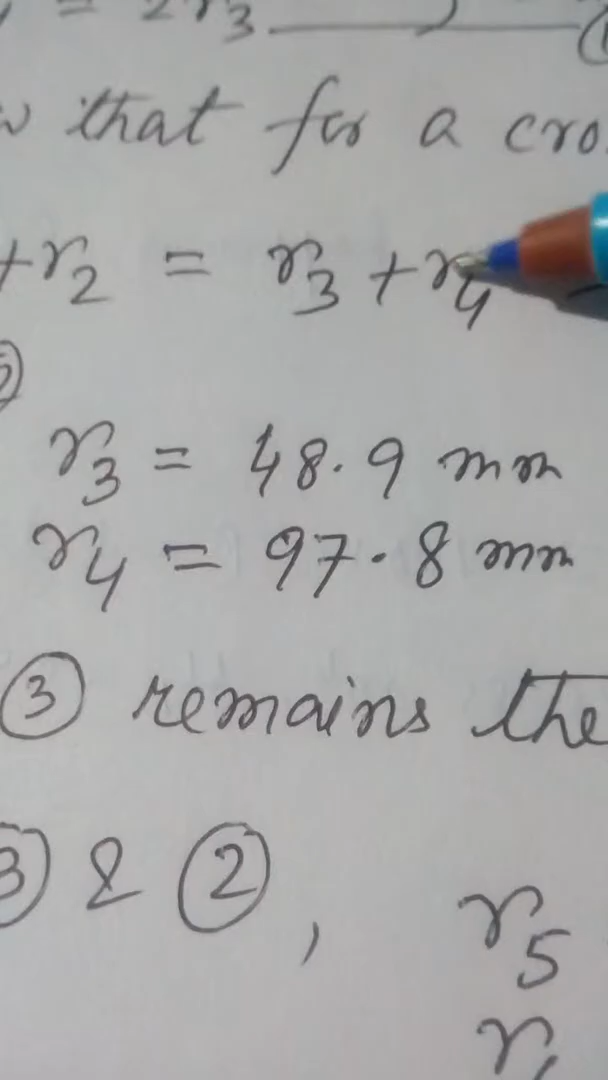 = 2r3
that for a
+r2 = r3 +r4
r3 = 48.9 mm
r4 = 97.8 mm
③ remains the
③ & ② , r5
r